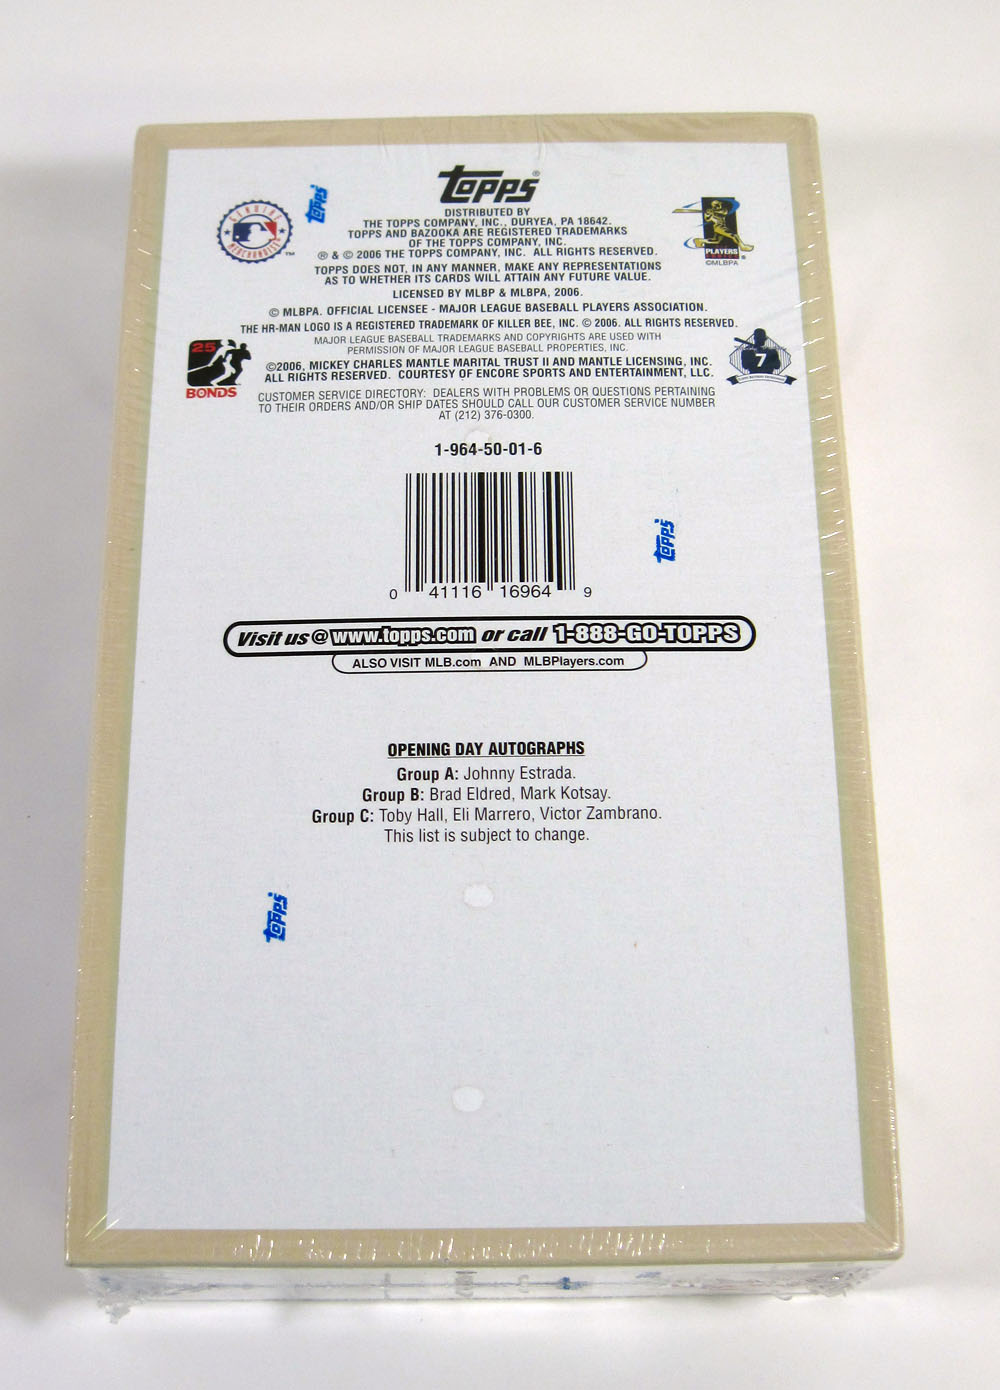 TOPPS®
TOPPS
DISTRIBUTED BY
THE TOPPS COMPANY, INC., DURYEA, PA 18642.
TOPPS AND BAZOOKA ARE REGISTERED TRADEMARKS
OF THE TOPPS COMPANY, INC.
® & © 2006 THE TOPPS COMPANY, INC. ALL RIGHTS RESERVED.
GENUINE
MERCHANDISE
TM
PLAYERS
®
©MLBPA
TOPPS DOES NOT, IN ANY MANNER, MAKE ANY REPRESENTATIONS
AS TO WHETHER ITS CARDS WILL ATTAIN ANY FUTURE VALUE.
LICENSED BY MLBP & MLBPA, 2006.
© MLBPA. OFFICIAL LICENSEE - MAJOR LEAGUE BASEBALL PLAYERS ASSOCIATION.
THE HR-MAN LOGO IS A REGISTERED TRADEMARK OF KILLER BEE, INC. © 2006. ALL RIGHTS RESERVED.
MAJOR LEAGUE BASEBALL TRADEMARKS AND COPYRIGHTS ARE USED WITH
PERMISSION OF MAJOR LEAGUE BASEBALL PROPERTIES, INC.
25
BONDS
7
©2006, MICKEY CHARLES MANTLE MARITAL TRUST II AND MANTLE LICENSING, INC.
ALL RIGHTS RESERVED. COURTESY OF ENCORE SPORTS AND ENTERTAINMENT, LLC.
CUSTOMER SERVICE DIRECTORY: DEALERS WITH PROBLEMS OR QUESTIONS PERTAINING
TO THEIR ORDERS AND/OR SHIP DATES SHOULD CALL OUR CUSTOMER SERVICE NUMBER
AT (212) 376-0300.
1-964-50-01-6
0 41116 16964 9
TOPPS
Visit us @ www.topps.com or call 1-888-GO-TOPPS
ALSO VISIT MLB.com AND MLBPlayers.com
OPENING DAY AUTOGRAPHS
Group A: Johnny Estrada.
Group B: Brad Eldred, Mark Kotsay.
Group C: Toby Hall, Eli Marrero, Victor Zambrano.
This list is subject to change.
TOPPS